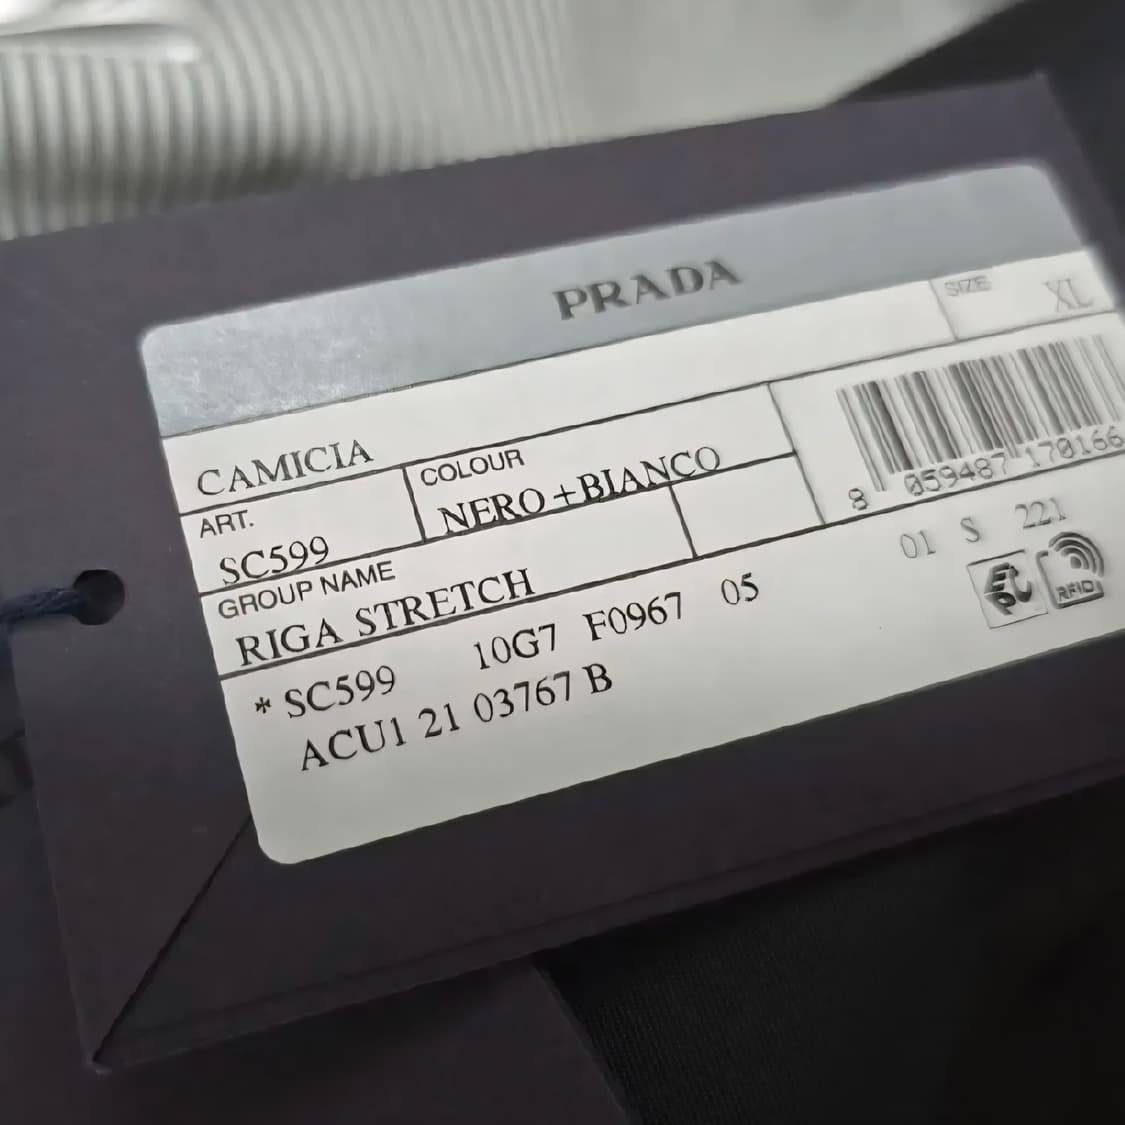 PRADA
SIZE XL
CAMICIA
ART. COLOUR
SC599 NERO+BIANCO
8 059487 170166
GROUP NAME
RIGA STRETCH
01 S 221
* SC599 10G7 F0967 05
RFID
ACU1 21 03767 B